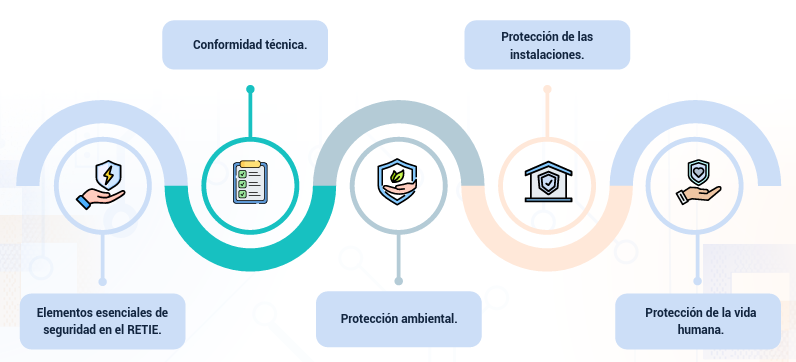 Conformidad técnica.
Protección de las
instalaciones.
Elementos esenciales de
seguridad en el RETIE.
Protección ambiental.
Protección de la vida
humana.